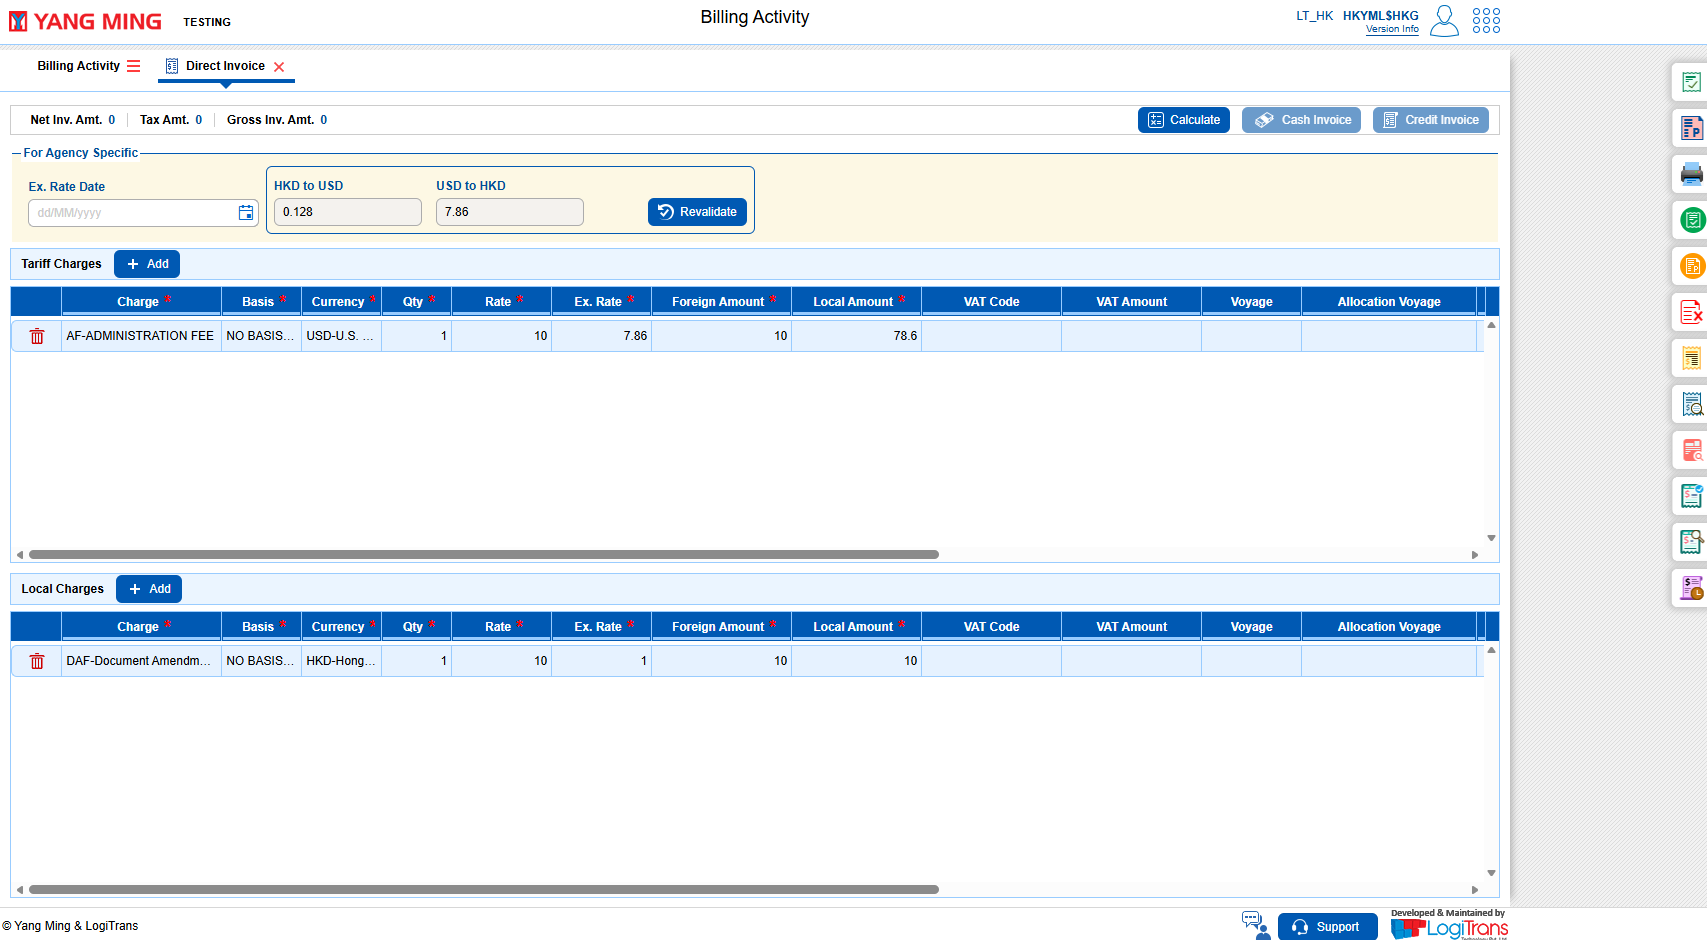 YANG MING TESTING Billing Activity LT_HK HKYML$HKG
Version Info
Billing Activity Direct Invoice
Net Inv. Amt. 0 Tax Amt. 0 Gross Inv. Amt. 0 Calculate Cash Invoice Credit Invoice
For Agency Specific
Ex. Rate Date HKD to USD USD to HKD
dd/MM/yyyy 0.128 7.86 Revalidate
Tariff Charges + Add
Charge * Basis * Currency * Qty * Rate * Ex. Rate * Foreign Amount * Local Amount * VAT Code VAT Amount Voyage Allocation Voyage
AF-ADMINISTRATION FEE NO BASIS... USD-U.S. ... 1 10 7.86 10 78.6
Local Charges + Add
Charge * Basis * Currency * Qty * Rate * Ex. Rate * Foreign Amount * Local Amount * VAT Code VAT Amount Voyage Allocation Voyage
DAF-Document Amendm... NO BASIS... HKD-Hong... 1 10 1 10 10
© Yang Ming & LogiTrans Support Developed & Maintained by
LogiTrans